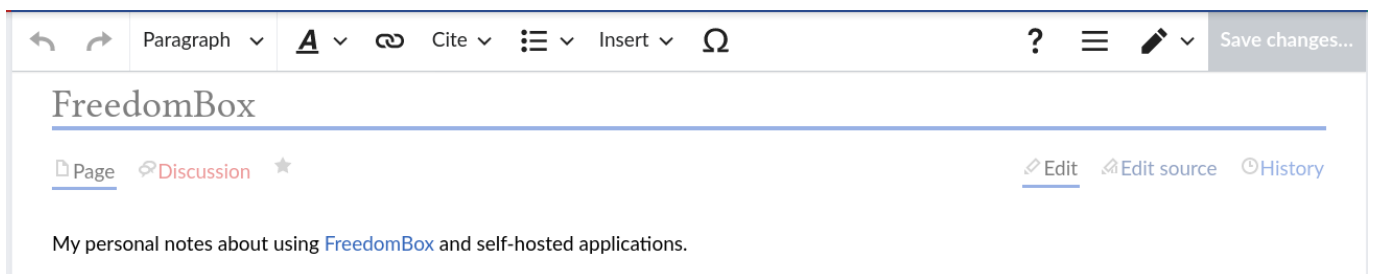 Paragraph A Cite Insert Ω ? Save changes...
FreedomBox
Page Discussion Edit Edit source History
My personal notes about using FreedomBox and self-hosted applications.